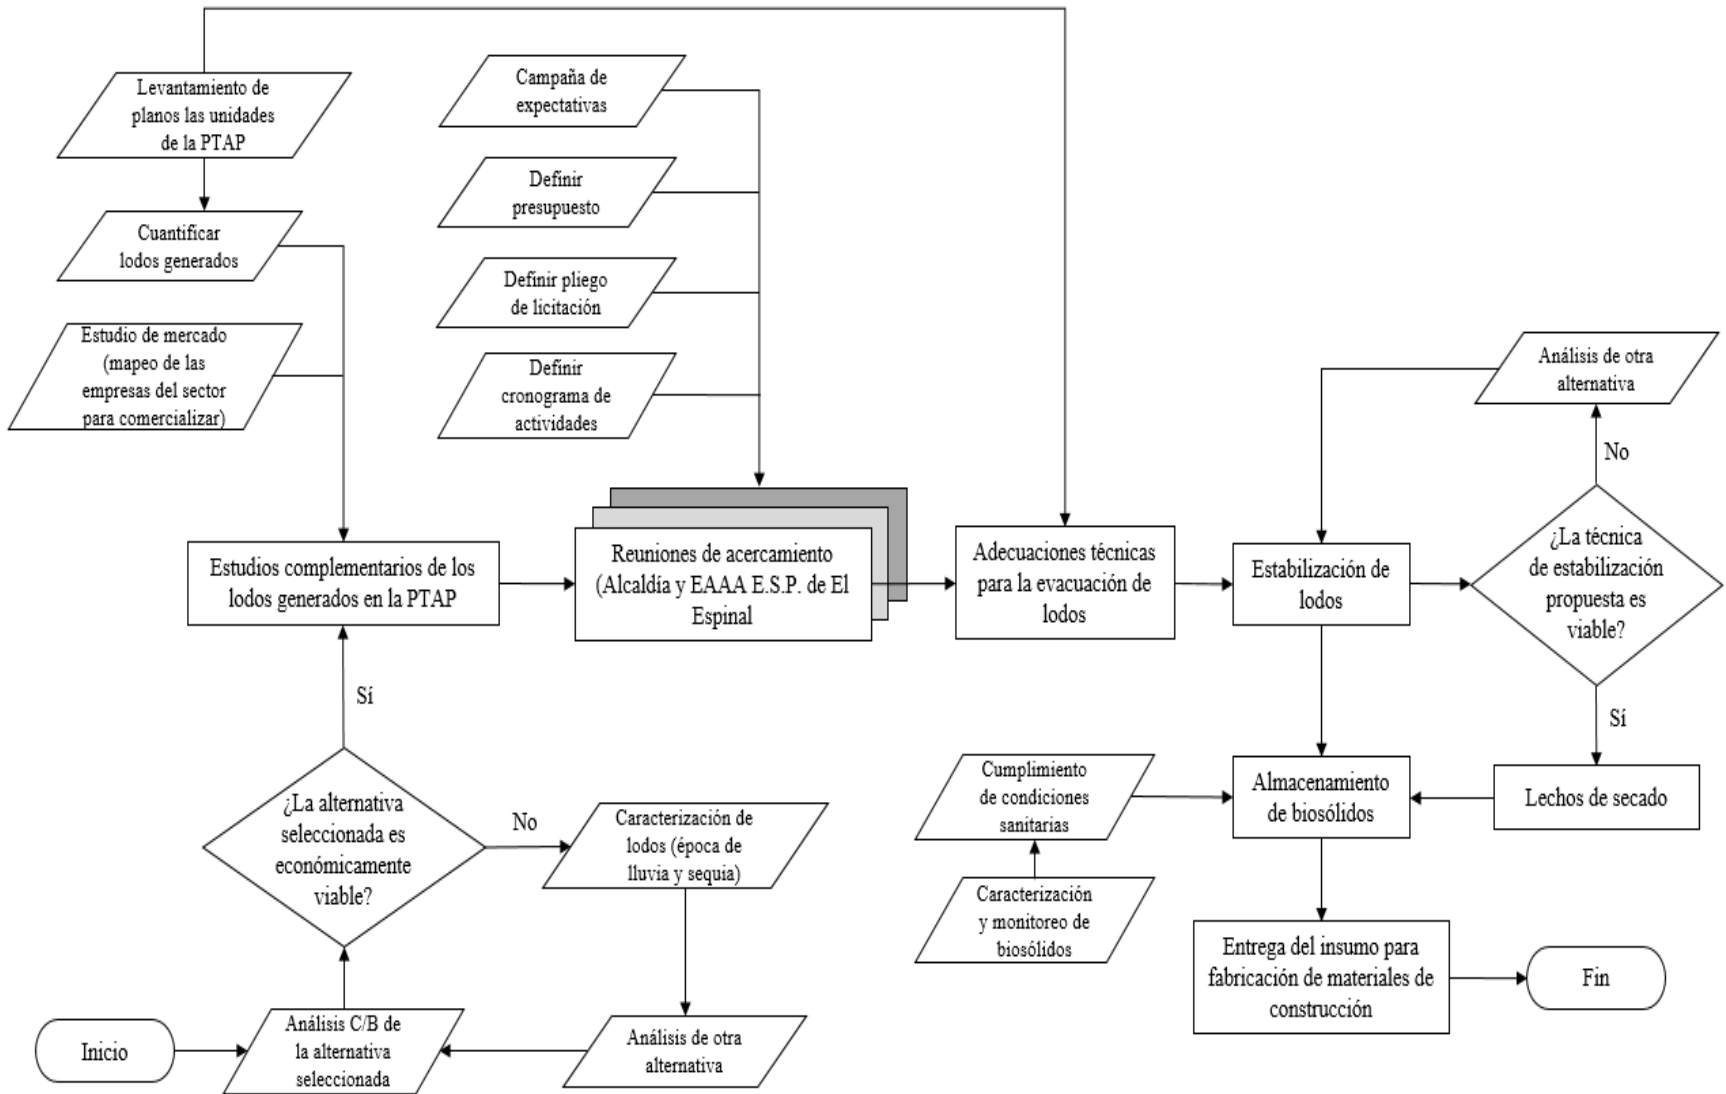 Levantamiento de
planos las unidades
de la PTAP
Cuantificar
lodos generados
Estudio de mercado
(mapeo de las
empresas del sector
para comercializar)
Campaña de
expectativas
Definir
presupuesto
Definir pliego
de licitación
Definir
cronograma de
actividades
Análisis de otra
alternativa
No
¿La técnica
de estabilización
propuesta es
viable?
Sí
Estudios complementarios de los
lodos generados en la PTAP
Reuniones de acercamiento
(Alcaldía y EAAA E.S.P. de El
Espinal
Adecuaciones técnicas
para la evacuación de
lodos
Estabilización de
lodos
Sí
¿La alternativa
seleccionada es
económicamente
viable?
No
Caracterización de
lodos (época de
lluvia y sequia)
Cumplimiento
de condiciones
sanitarias
Almacenamiento
de biosólidos
Lechos de secado
Caracterización
y monitoreo de
biosólidos
Entrega del insumo para
fabricación de materiales de
construcción
Fin
Inicio
Análisis C/B de
la alternativa
seleccionada
Análisis de otra
alternativa